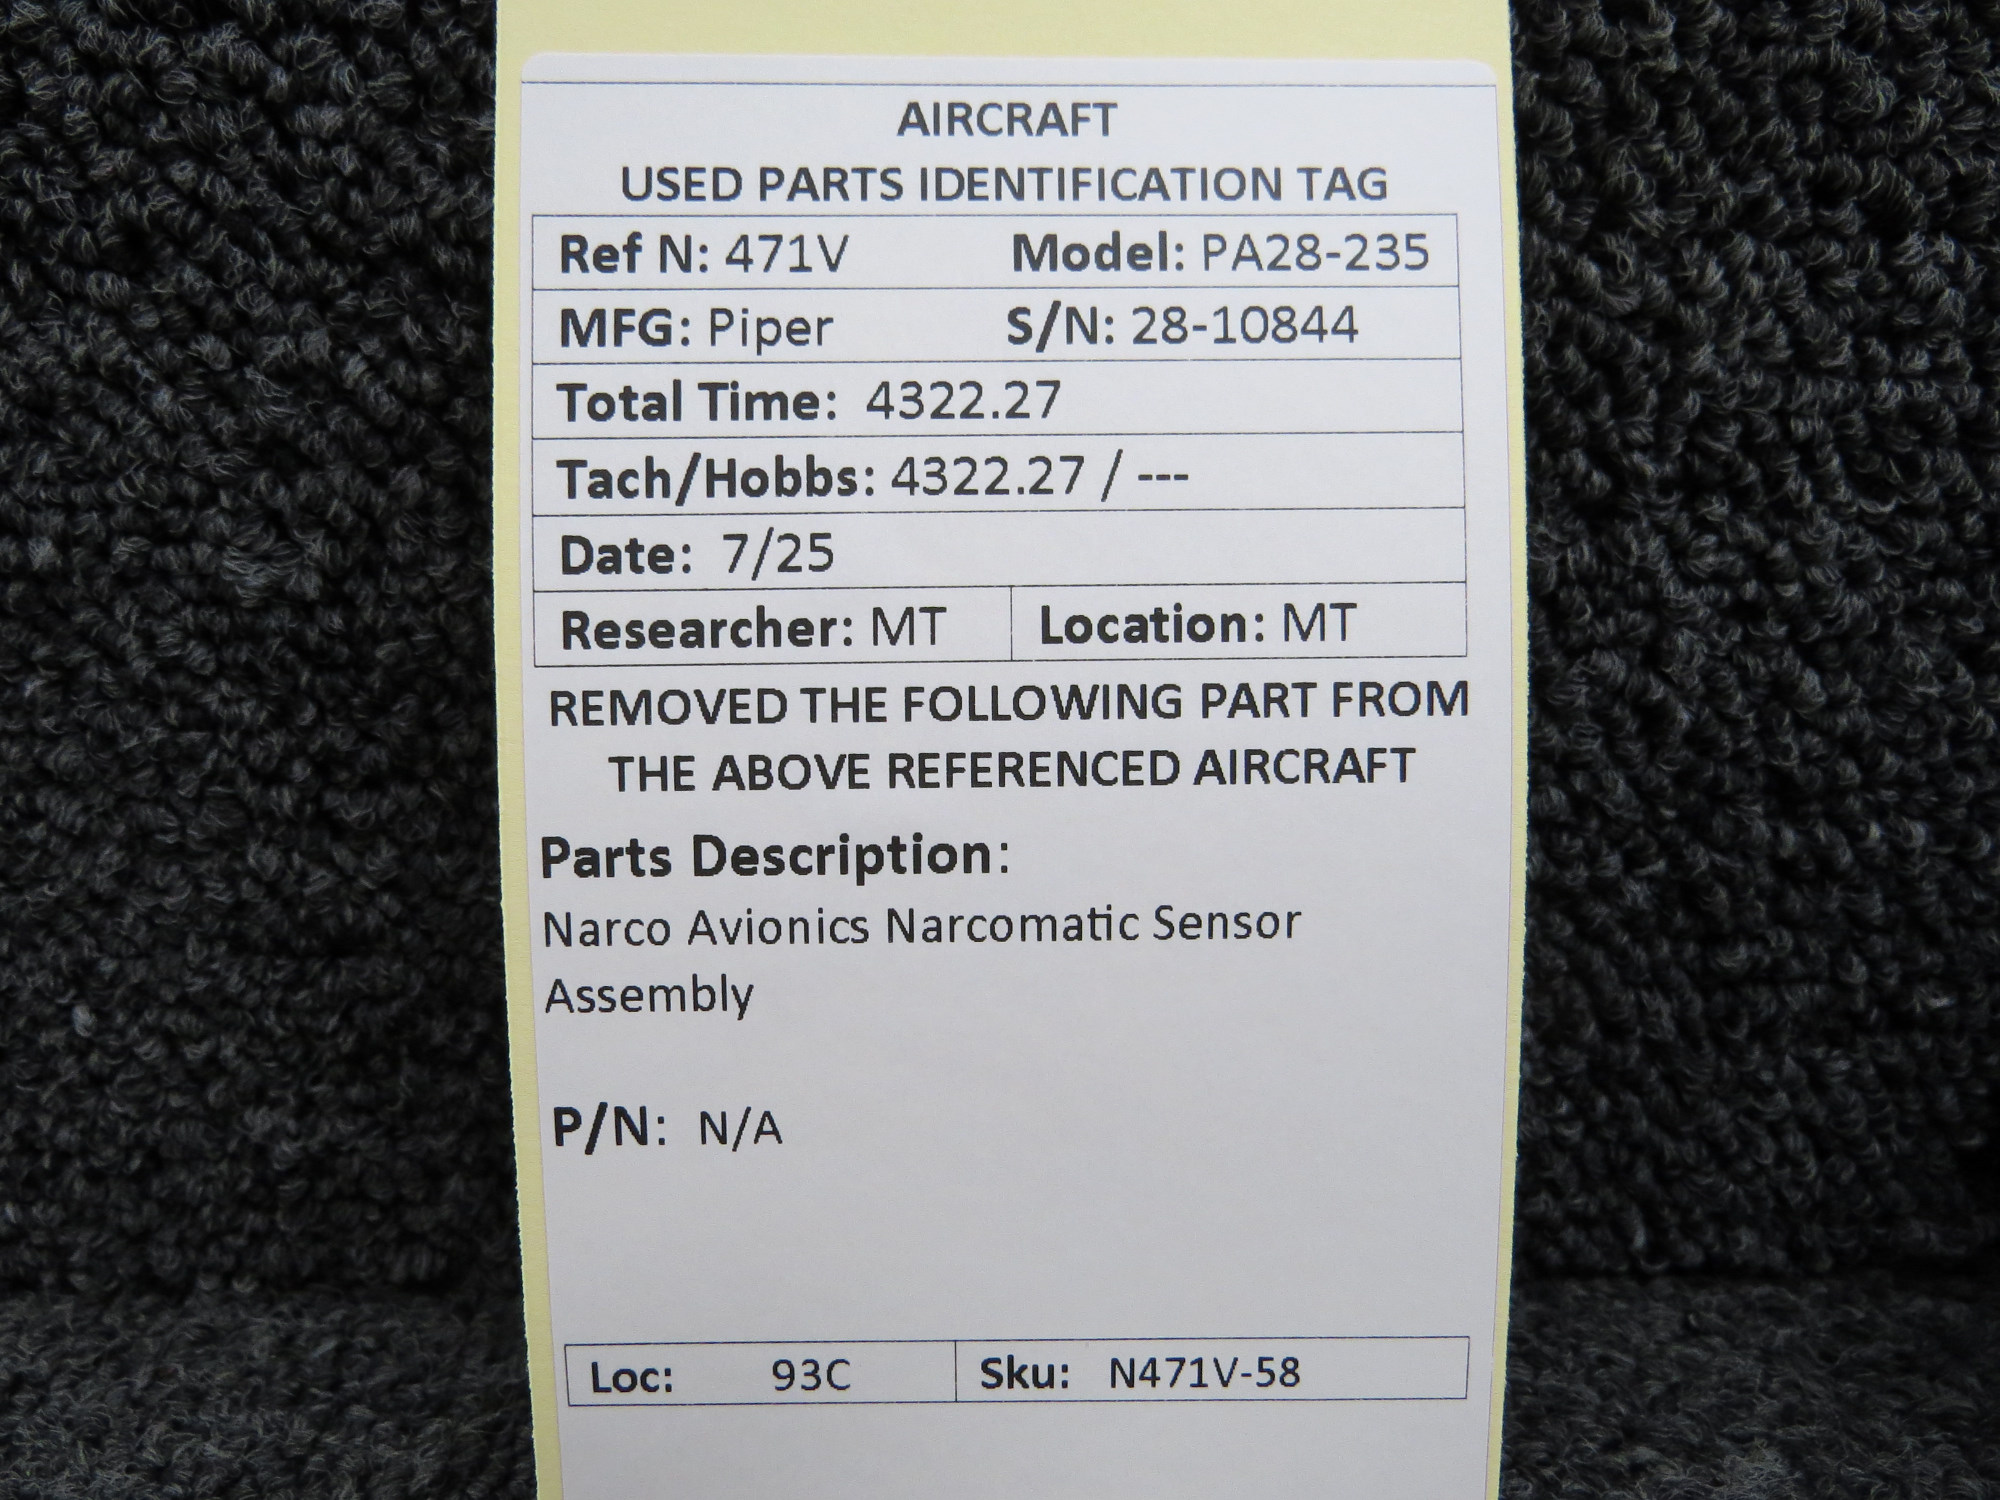 AIRCRAFT
USED PARTS IDENTIFICATION TAG
Ref N: 471V Model: PA28-235
MFG: Piper S/N: 28-10844
Total Time: 4322.27
Tach/Hobbs: 4322.27 / ---
Date: 7/25
Researcher: MT Location: MT
REMOVED THE FOLLOWING PART FROM
THE ABOVE REFERENCED AIRCRAFT
Parts Description:
Narco Avionics Narcomatic Sensor
Assembly
P/N: N/A
Loc: 93C Sku: N471V-58